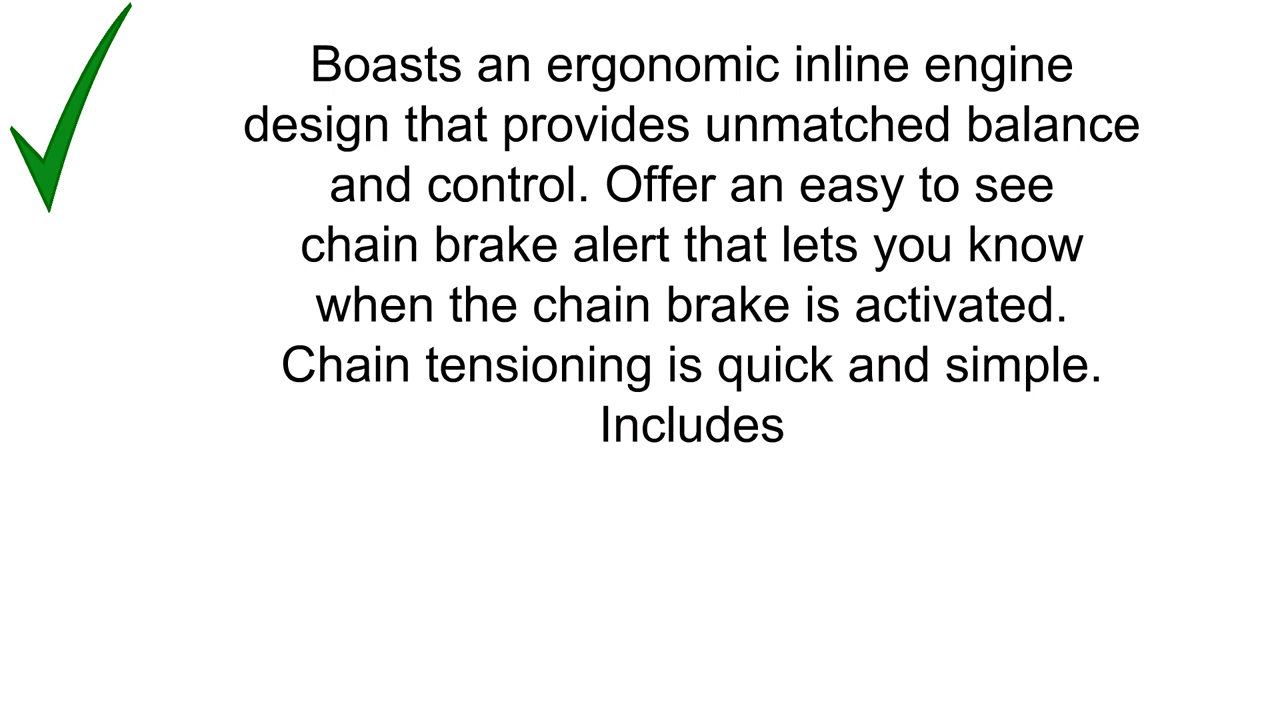 Boasts an ergonomic inline engine
design that provides unmatched balance
and control. Offer an easy to see
chain brake alert that lets you know
when the chain brake is activated.
Chain tensioning is quick and simple.
Includes